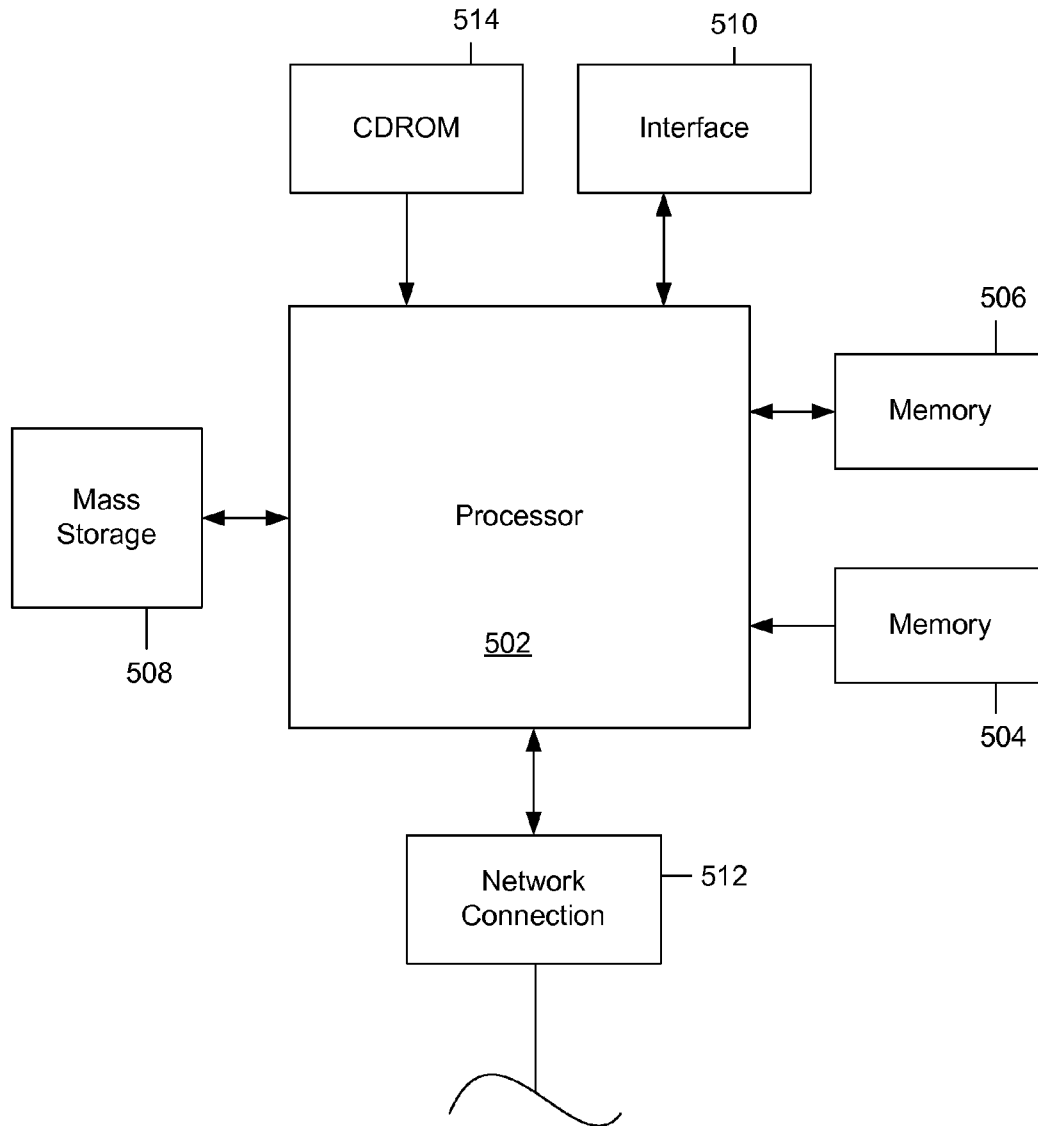 514
510
CDROM
Interface
506
Memory
Mass
Storage
Processor
Memory
502
508
504
Network
Connection
512